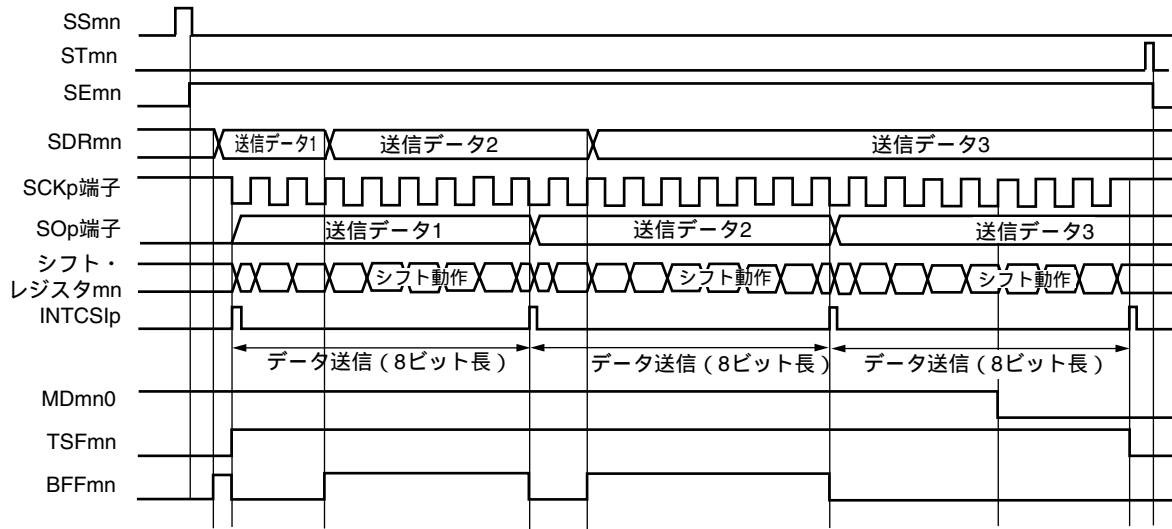 SSmn
STmn
SEmn
SDRmn 送信データ1 送信データ2 送信データ3
SCKp端子
SOp端子 送信データ1 送信データ2 送信データ3
シフト・
レジスタmn シフト動作 シフト動作 シフト動作
INTCSIp
データ送信（8ビット長） データ送信（8ビット長） データ送信（8ビット長）
MDmn0
TSFmn
BFFmn